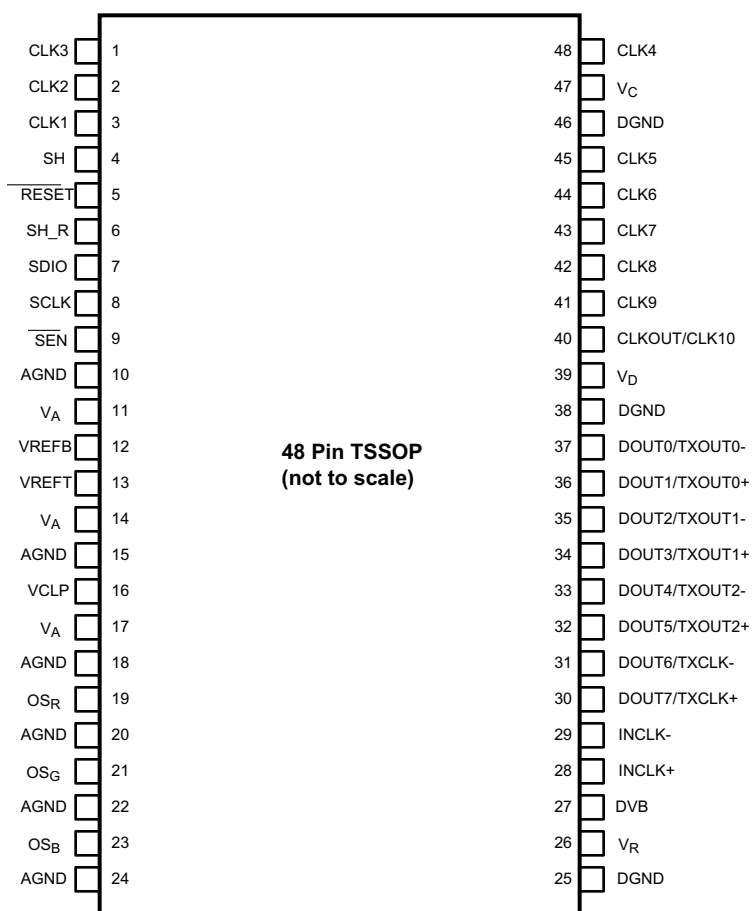 CLK3 1 48 CLK4
CLK2 2 47 VC
CLK1 3 46 DGND
SH 4 45 CLK5
RESET 5 44 CLK6
SH_R 6 43 CLK7
SDIO 7 42 CLK8
SCLK 8 41 CLK9
SEN 9 40 CLKOUT/CLK10
AGND 10 39 VD
VA 11 38 DGND
VREFB 12 37 DOUT0/TXOUT0-
VREFT 13 36 DOUT1/TXOUT0+
VA 14 35 DOUT2/TXOUT1-
AGND 15 34 DOUT3/TXOUT1+
VCLP 16 33 DOUT4/TXOUT2-
VA 17 32 DOUT5/TXOUT2+
AGND 18 31 DOUT6/TXCLK-
OSR 19 30 DOUT7/TXCLK+
AGND 20 29 INCLK-
OSG 21 28 INCLK+
AGND 22 27 DVB
OSB 23 26 VR
AGND 24 25 DGND
48 Pin TSSOP
(not to scale)